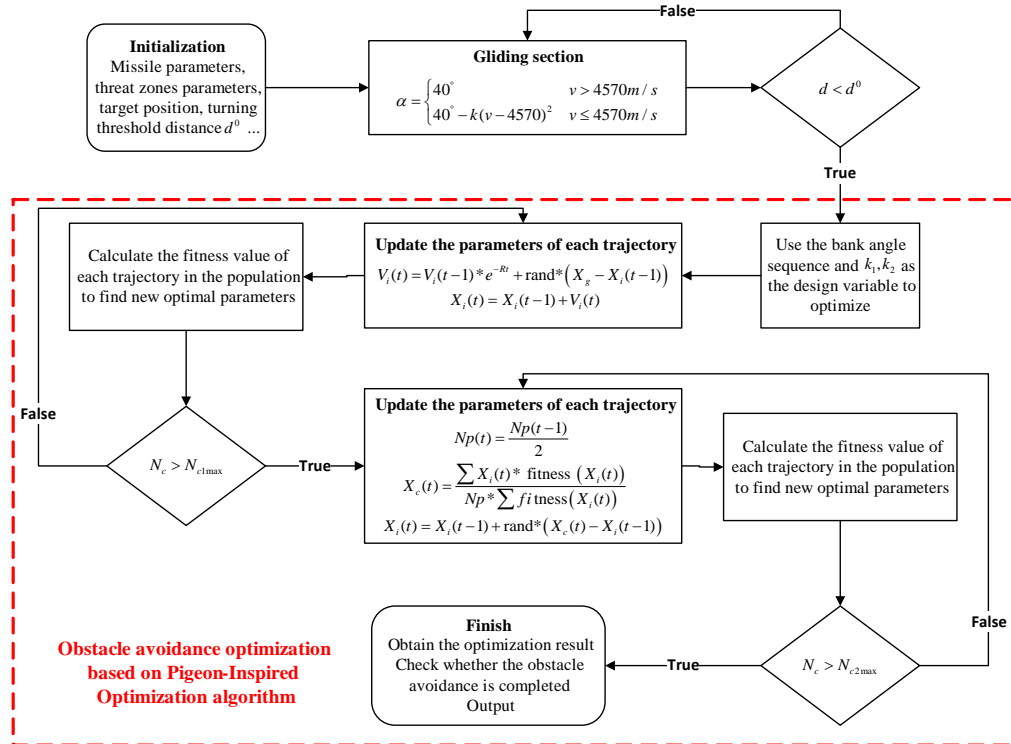 False
Initialization
Missile parameters,
threat zones parameters,
target position, turning
threshold distance d⁰ ...
Gliding section
α = { 40° v > 4570m / s
40° − k(v − 4570)² v ≤ 4570m / s
d < d⁰
True
Calculate the fitness value of
each trajectory in the population
to find new optimal parameters
Update the parameters of each trajectory
V_i(t) = V_i(t−1) * e^{−Rt} + rand * (X_g − X_i(t−1))
X_i(t) = X_i(t−1) + V_i(t)
Use the bank angle
sequence and k₁, k₂ as
the design variable to
optimize
False
N_c > N_{c1max}
True
Update the parameters of each trajectory
Np(t) = Np(t−1) / 2
X_c(t) = ∑ X_i(t) * fitness (X_i(t)) / Np * ∑ fitness(X_i(t))
X_i(t) = X_i(t−1) + rand * (X_c(t) − X_i(t−1))
Calculate the fitness value of
each trajectory in the population
to find new optimal parameters
False
N_c > N_{c2max}
True
Finish
Obtain the optimization result
Check whether the obstacle
avoidance is completed
Output
Obstacle avoidance optimization
based on Pigeon-Inspired
Optimization algorithm